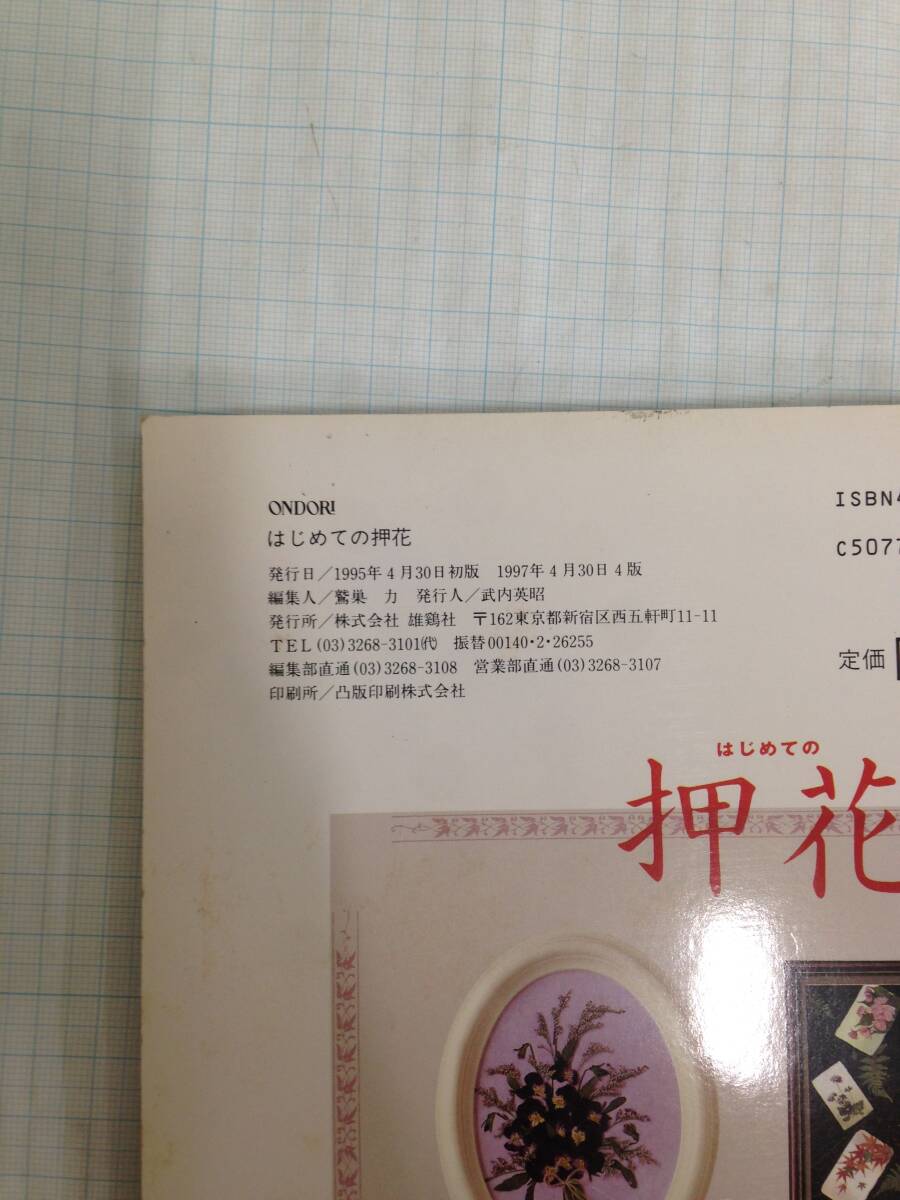 ONDORI
はじめての押花
発行日／1995年4月30日初版　1997年4月30日4版
編集人／鷲巣　力　発行人／武内英昭
発行所／株式会社 雄鶏社　〒162東京都新宿区西五軒町11-11
TEL(03)3268-3101㈹　振替00140・2・26255
編集部直通(03)3268-3108　営業部直通(03)3268-3107
印刷所／凸版印刷株式会社
ISBN4
C507
定価
はじめての
押花